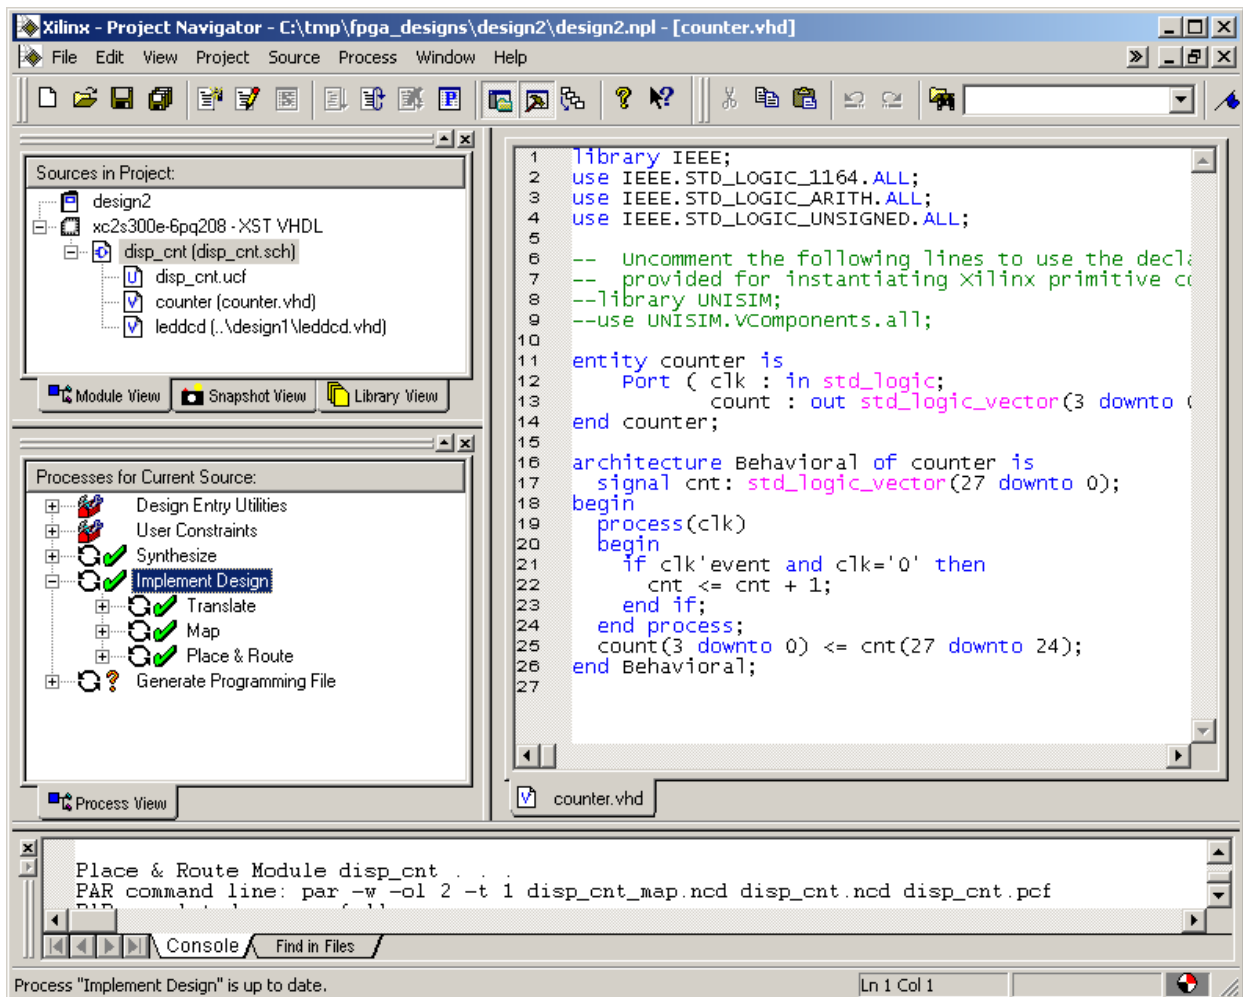 Xilinx - Project Navigator - C:\tmp\fpga_designs\design2\design2.npl - [counter.vhd]
File Edit View Project Source Process Window Help
Sources in Project:
design2
xc2s300e-6pq208 - XST VHDL
disp_cnt (disp_cnt.sch)
disp_cnt.ucf
counter (counter.vhd)
leddcd (..\design1\leddcd.vhd)
Module View Snapshot View Library View
Processes for Current Source:
Design Entry Utilities
User Constraints
Synthesize
Implement Design
Translate
Map
Place & Route
Generate Programming File
Process View
1 library IEEE;
2 use IEEE.STD_LOGIC_1164.ALL;
3 use IEEE.STD_LOGIC_ARITH.ALL;
4 use IEEE.STD_LOGIC_UNSIGNED.ALL;
5
6 -- Uncomment the following lines to use the decla
7 -- provided for instantiating Xilinx primitive co
8 --library UNISIM;
9 --use UNISIM.VComponents.all;
10
11 entity counter is
12 Port ( clk : in std_logic;
13 count : out std_logic_vector(3 downto
14 end counter;
15
16 architecture Behavioral of counter is
17 signal cnt: std_logic_vector(27 downto 0);
18 begin
19 process(clk)
20 begin
21 if clk'event and clk='0' then
22 cnt <= cnt + 1;
23 end if;
24 end process;
25 count(3 downto 0) <= cnt(27 downto 24);
26 end Behavioral;
27
counter.vhd
Place & Route Module disp_cnt . . .
PAR command line: par -w -ol 2 -t 1 disp_cnt_map.ncd disp_cnt.ncd disp_cnt.pcf
Console Find in Files
Process "Implement Design" is up to date.
Ln 1 Col 1